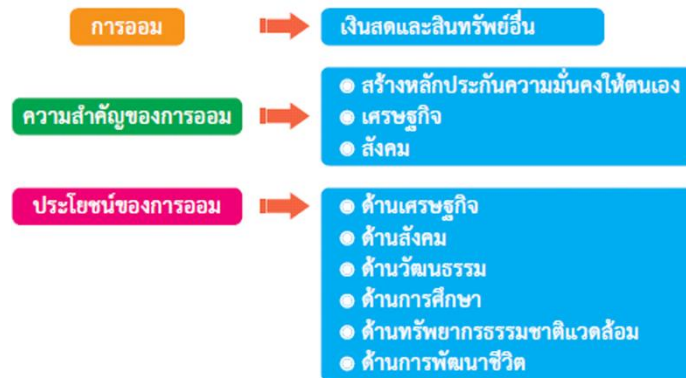 การออม
เงินสดและสินทรัพย์อื่น
ความสำคัญของการออม
สร้างหลักประกันความมั่นคงให้ตนเอง
เศรษฐกิจ
สังคม
ประโยชน์ของการออม
ด้านเศรษฐกิจ
ด้านสังคม
ด้านวัฒนธรรม
ด้านการศึกษา
ด้านทรัพยากรธรรมชาติแวดล้อม
ด้านการพัฒนาชีวิต